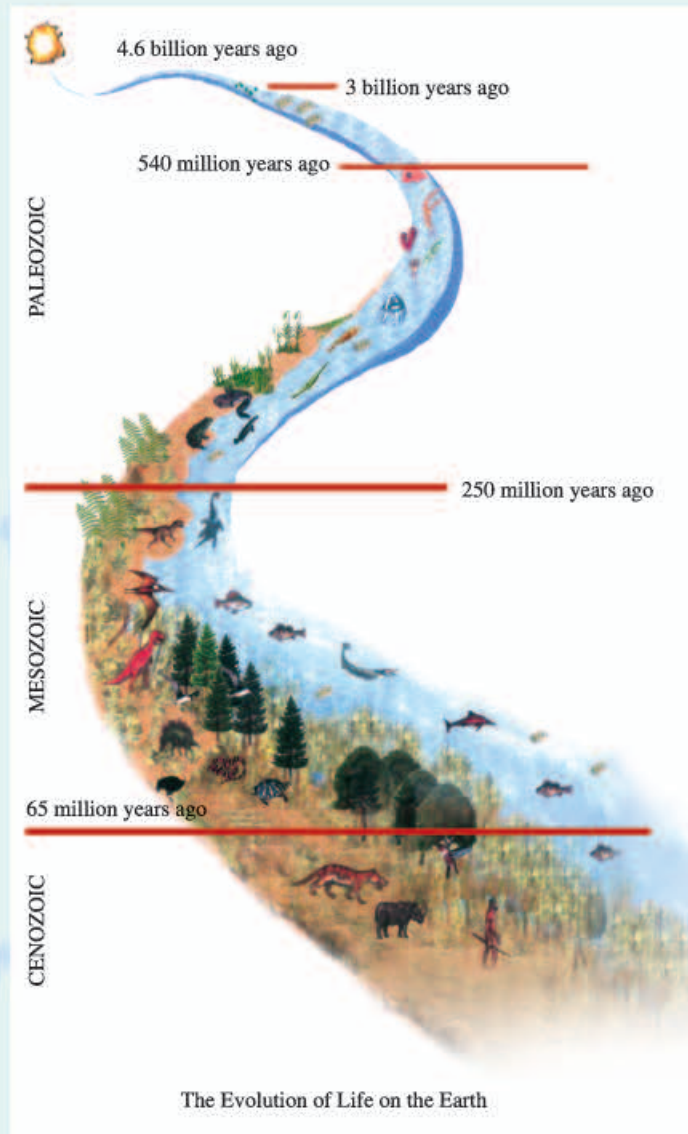 4.6 billion years ago
3 billion years ago
540 million years ago
PALEOZOIC
250 million years ago
MESOZOIC
65 million years ago
CENOZOIC
The Evolution of Life on the Earth